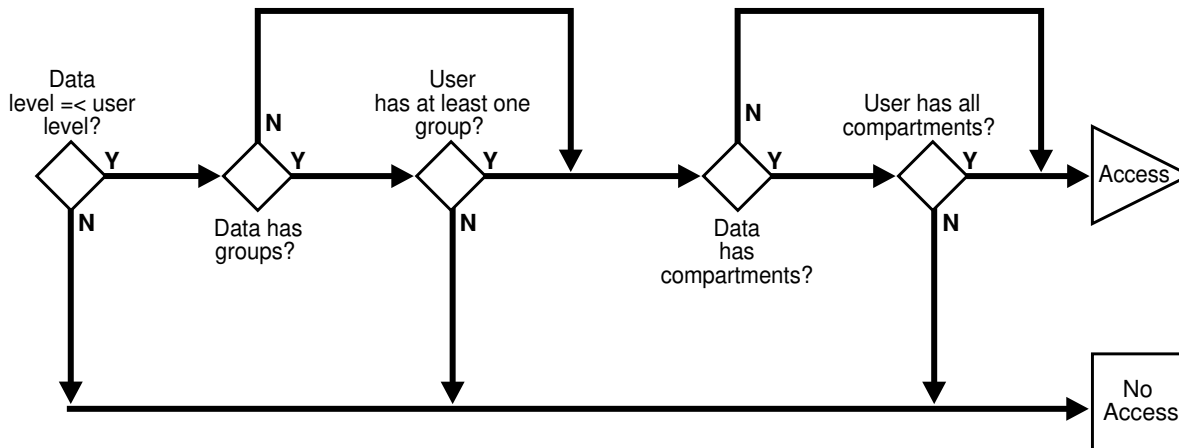 Data
level =< user
level?
Y
N
Data has
groups?
N
Y
User
has at least one
group?
Y
N
Data
has
compartments?
N
Y
User has all
compartments?
Y
N
Access
No
Access